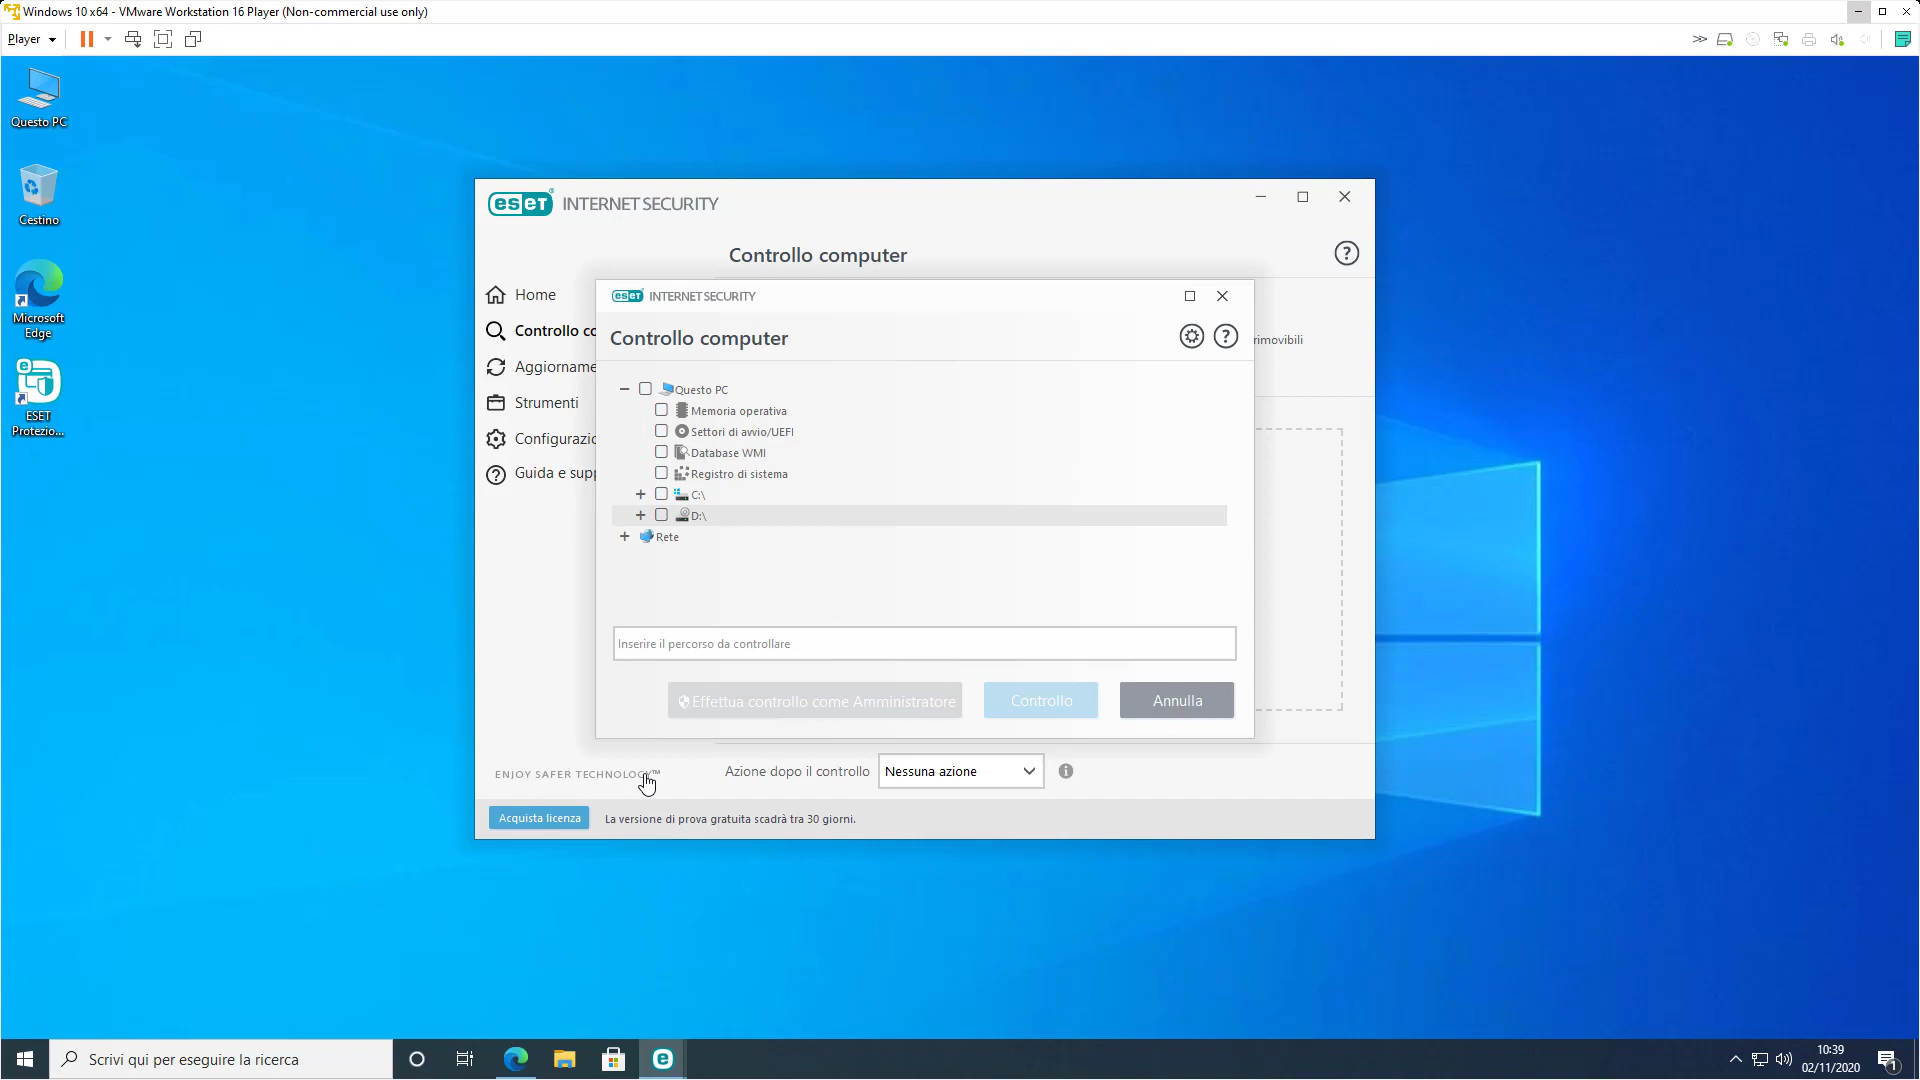 Windows 10 x64 - VMware Workstation 16 Player (Non-commercial use only)
Player
Questo PC
Cestino
Microsoft
Edge
ESET
Protezio...
eseT INTERNET SECURITY
Controllo computer
Home
Controllo co
Aggiorname
Strumenti
Configurazio
Guida e supp
rimovibili
eseT INTERNET SECURITY
Controllo computer
Questo PC
Memoria operativa
Settori di avvio/UEFI
Database WMI
Registro di sistema
C:\
D:\
Rete
Inserire il percorso da controllare
Effettua controllo come Amministratore
Controllo
Annulla
ENJOY SAFER TECHNOLOGY™
Azione dopo il controllo
Nessuna azione
Acquista licenza
La versione di prova gratuita scadrà tra 30 giorni.
Scrivi qui per eseguire la ricerca
10:39
02/11/2020
1